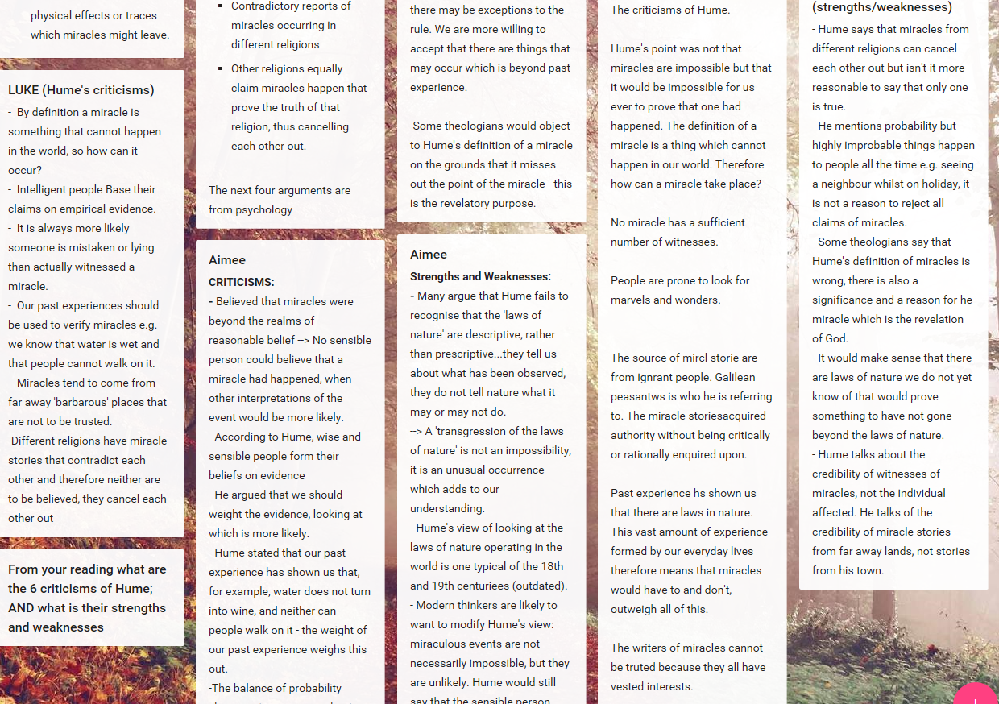 physical effects or traces
which miracles might leave.
LUKE (Hume's criticisms)
- By definition a miracle is
something that cannot happen
in the world, so how can it
occur?
- Intelligent people Base their
claims on empirical evidence.
- It is always more likely
someone is mistaken or lying
than actually witnessed a
miracle.
- Our past experiences should
be used to verify miracles e.g.
we know that water is wet and
that people cannot walk on it.
- Miracles tend to come from
far away 'barbarous' places that
are not to be trusted.
-Different religions have miracle
stories that contradict each
other and therefore neither are
to be believed, they cancel each
other out
From your reading what are
the 6 criticisms of Hume;
AND what is their strengths
and weaknesses
▪ Contradictory reports of
miracles occurring in
different religions
▪ Other religions equally
claim miracles happen that
prove the truth of that
religion, thus cancelling
each other out.
The next four arguments are
from psychology
Aimee
CRITICISMS:
- Believed that miracles were
beyond the realms of
reasonable belief --> No sensible
person could believe that a
miracle had happened, when
other interpretations of the
event would be more likely.
- According to Hume, wise and
sensible people form their
beliefs on evidence
- He argued that we should
weight the evidence, looking at
which is more likely.
- Hume stated that our past
experience has shown us that,
for example, water does not turn
into wine, and neither can
people walk on it - the weight of
our past experience weighs this
out.
-The balance of probability
there may be exceptions to the
rule. We are more willing to
accept that there are things that
may occur which is beyond past
experience.
Some theologians would object
to Hume's definition of a miracle
on the grounds that it misses
out the point of the miracle - this
is the revelatory purpose.
Aimee
Strengths and Weaknesses:
- Many argue that Hume fails to
recognise that the 'laws of
nature' are descriptive, rather
than prescriptive...they tell us
about what has been observed,
they do not tell nature what it
may or may not do.
--> A 'transgression of the laws
of nature' is not an impossibility,
it is an unusual occurrence
which adds to our
understanding.
- Hume's view of looking at the
laws of nature operating in the
world is one typical of the 18th
and 19th centuriees (outdated).
- Modern thinkers are likely to
want to modify Hume's view:
miraculous events are not
necessarily impossible, but they
are unlikely. Hume would still
say that the sensible person
The criticisms of Hume.
Hume's point was not that
miracles are impossible but that
it would be impossible for us
ever to prove that one had
happened. The definition of a
miracle is a thing which cannot
happen in our world. Therefore
how can a miracle take place?
No miracle has a sufficient
number of witnesses.
People are prone to look for
marvels and wonders.
The source of mircl storie are
from ignrant people. Galilean
peasantws is who he is referring
to. The miracle storiesacquired
authority without being critically
or rationally enquired upon.
Past experience hs shown us
that there are laws in nature.
This vast amount of experience
formed by our everyday lives
therefore means that miracles
would have to and don't,
outweigh all of this.
The writers of miracles cannot
be truted because they all have
vested interests.
(strengths/weaknesses)
- Hume says that miracles from
different religions can cancel
each other out but isn't it more
reasonable to say that only one
is true.
- He mentions probability but
highly improbable things happen
to people all the time e.g. seeing
a neighbour whilst on holiday, it
is not a reason to reject all
claims of miracles.
- Some theologians say that
Hume's definition of miracles is
wrong, there is also a
significance and a reason for he
miracle which is the revelation
of God.
- It would make sense that there
are laws of nature we do not yet
know of that would prove
something to have not gone
beyond the laws of nature.
- Hume talks about the
credibility of witnesses of
miracles, not the individual
affected. He talks of the
credibility of miracle stories
from far away lands, not stories
from his town.